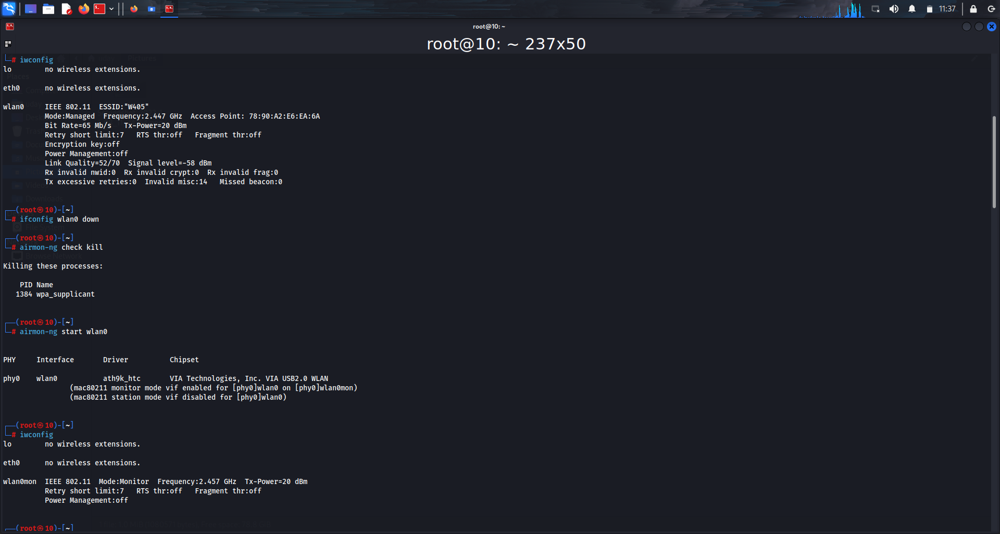 11:37
root@10: ~
root@10: ~ 237x50
└─# iwconfig
lo        no wireless extensions.
eth0      no wireless extensions.
wlan0     IEEE 802.11  ESSID:"W405"
          Mode:Managed  Frequency:2.447 GHz  Access Point: 78:90:A2:E6:EA:6A
          Bit Rate=65 Mb/s   Tx-Power=20 dBm
          Retry short limit:7   RTS thr:off   Fragment thr:off
          Encryption key:off
          Power Management:off
          Link Quality=52/70  Signal level=-58 dBm
          Rx invalid nwid:0  Rx invalid crypt:0  Rx invalid frag:0
          Tx excessive retries:0  Invalid misc:14   Missed beacon:0
┌──(root㉿10)-[~]
└─# ifconfig wlan0 down
┌──(root㉿10)-[~]
└─# airmon-ng check kill
Killing these processes:
    PID Name
   1384 wpa_supplicant
┌──(root㉿10)-[~]
└─# airmon-ng start wlan0
PHY     Interface       Driver          Chipset
phy0    wlan0           ath9k_htc       VIA Technologies, Inc. VIA USB2.0 WLAN
                (mac80211 monitor mode vif enabled for [phy0]wlan0 on [phy0]wlan0mon)
                (mac80211 station mode vif disabled for [phy0]wlan0)
┌──(root㉿10)-[~]
└─# iwconfig
lo        no wireless extensions.
eth0      no wireless extensions.
wlan0mon  IEEE 802.11  Mode:Monitor  Frequency:2.457 GHz  Tx-Power=20 dBm
          Retry short limit:7   RTS thr:off   Fragment thr:off
          Power Management:off
┌──(root㉿10)-[~]